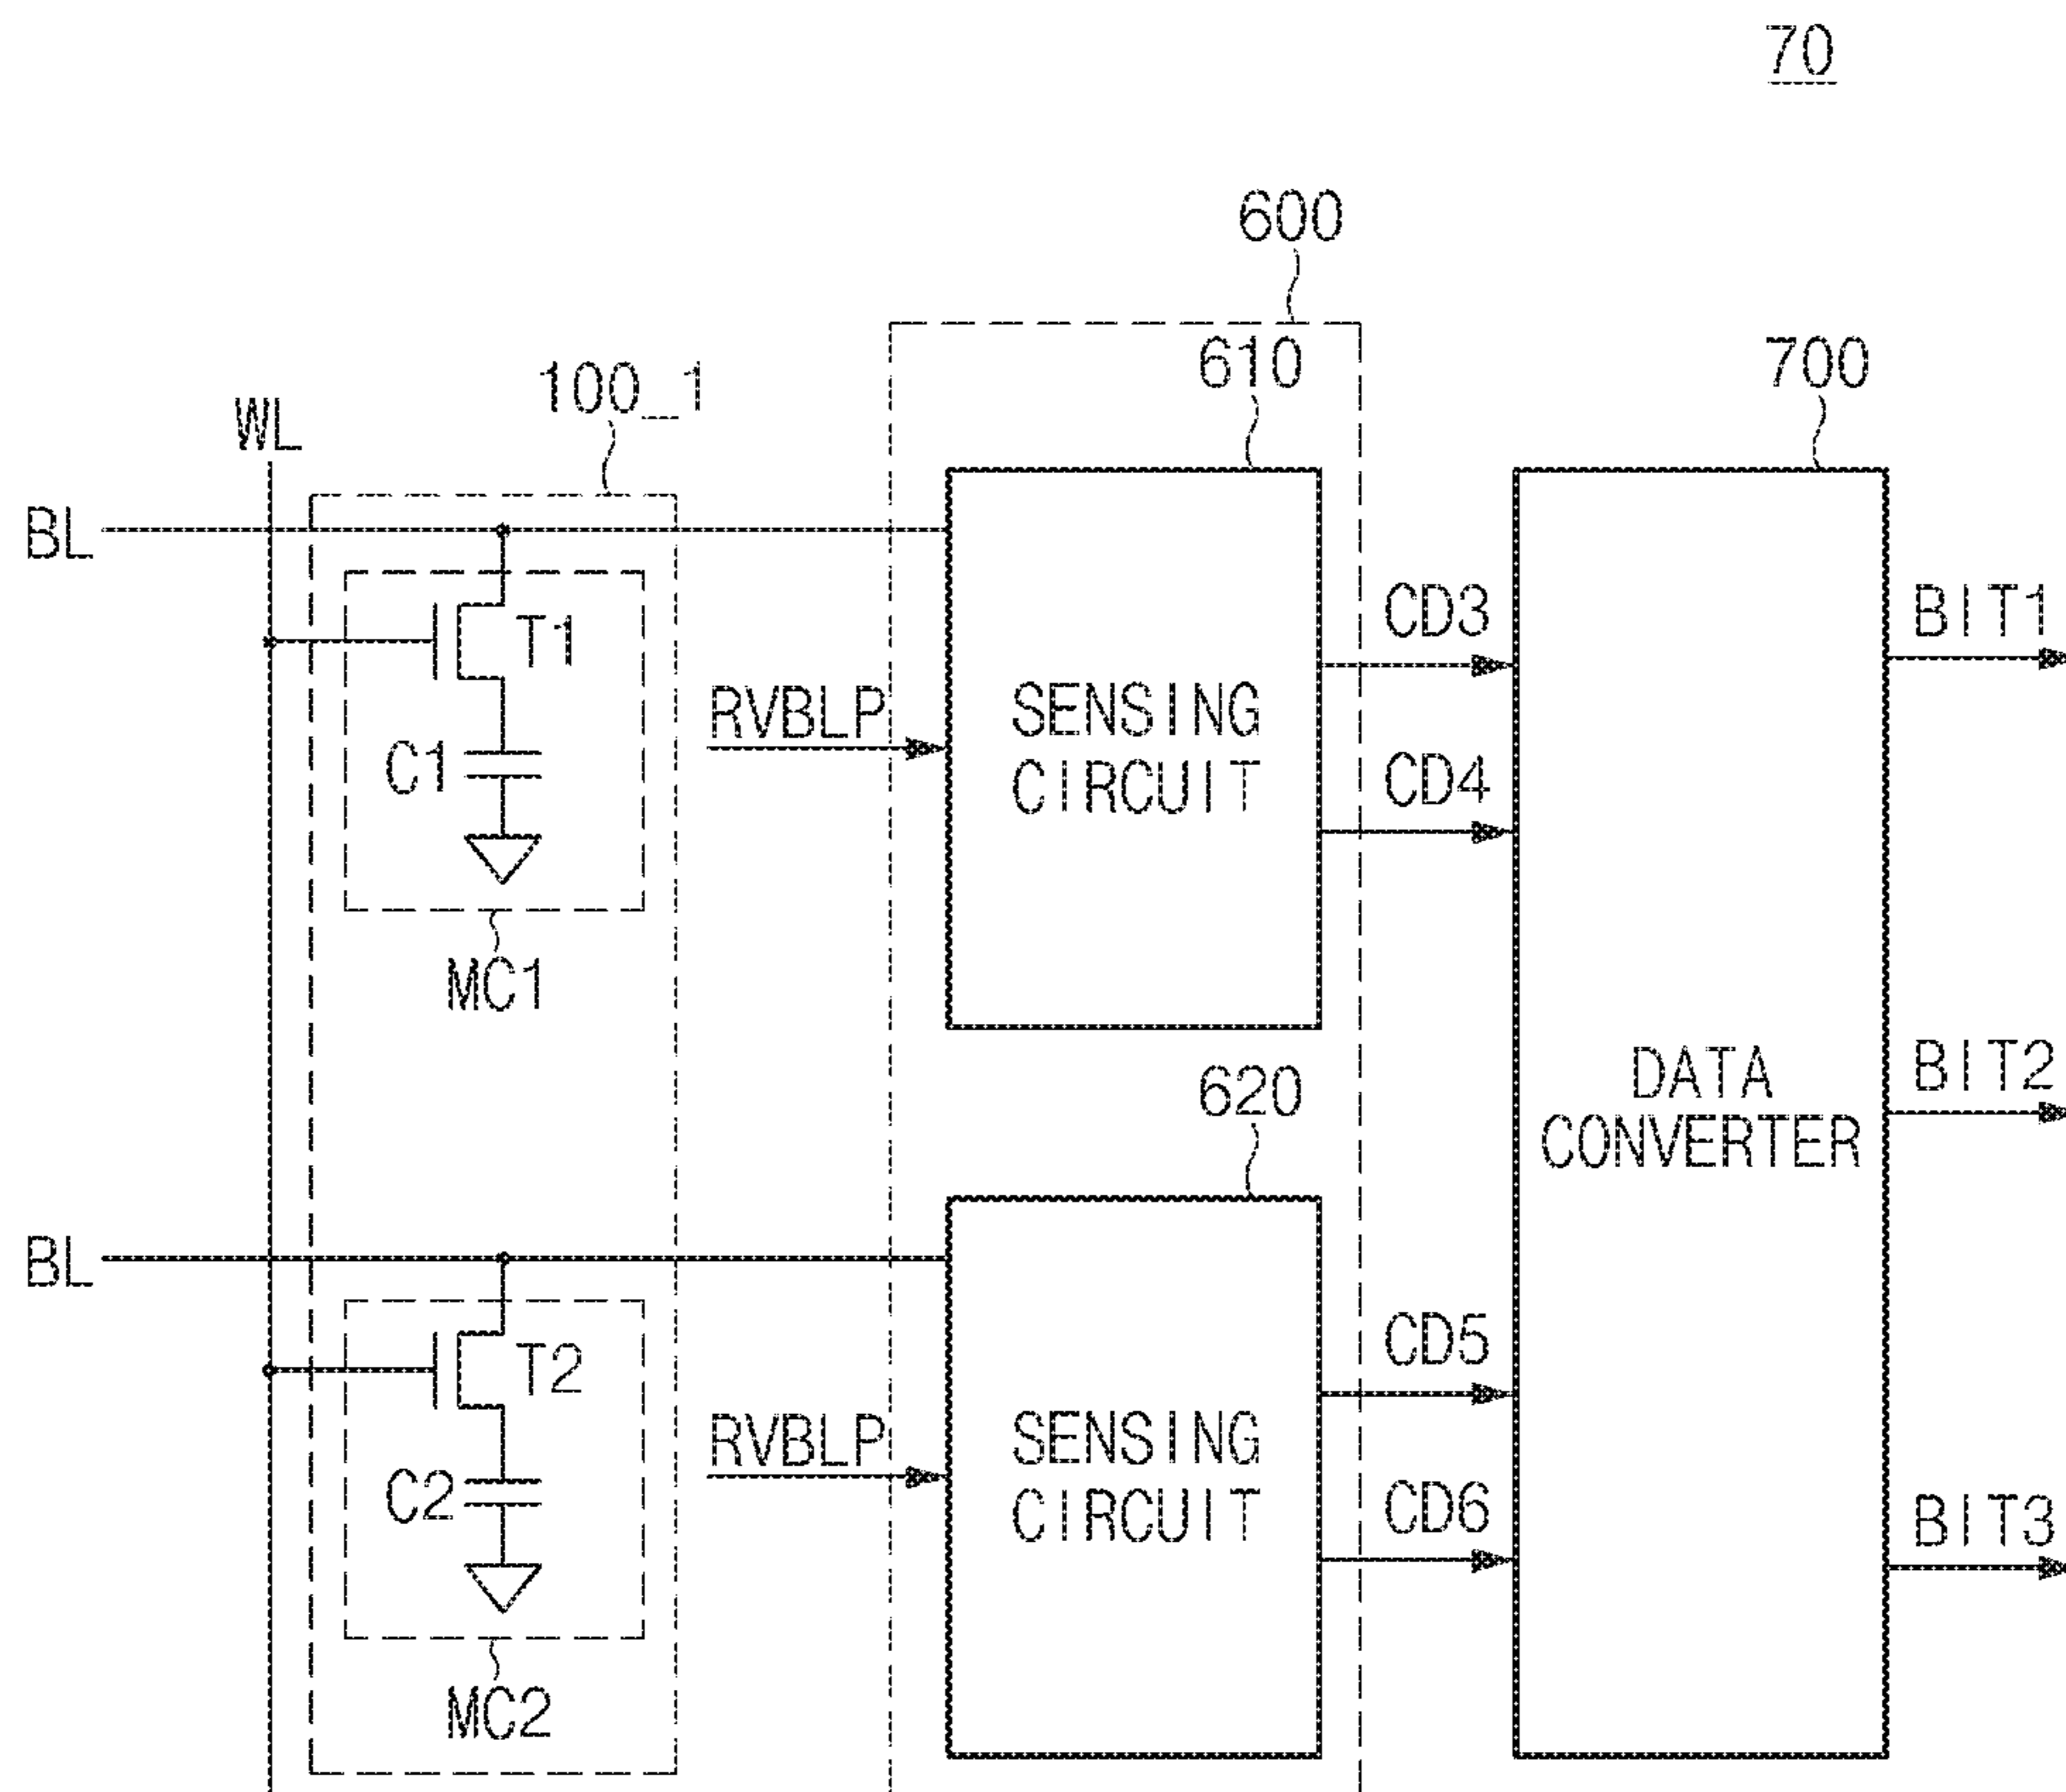 70
600
610
700
100_1
WL
BL
T1
CD3
BIT1
RVBLP
SENSING
CIRCUIT
C1
CD4
MC1
DATA
CONVERTER
BIT2
620
BL
T2
CD5
RVBLP
SENSING
CIRCUIT
C2
CD6
BIT3
MC2